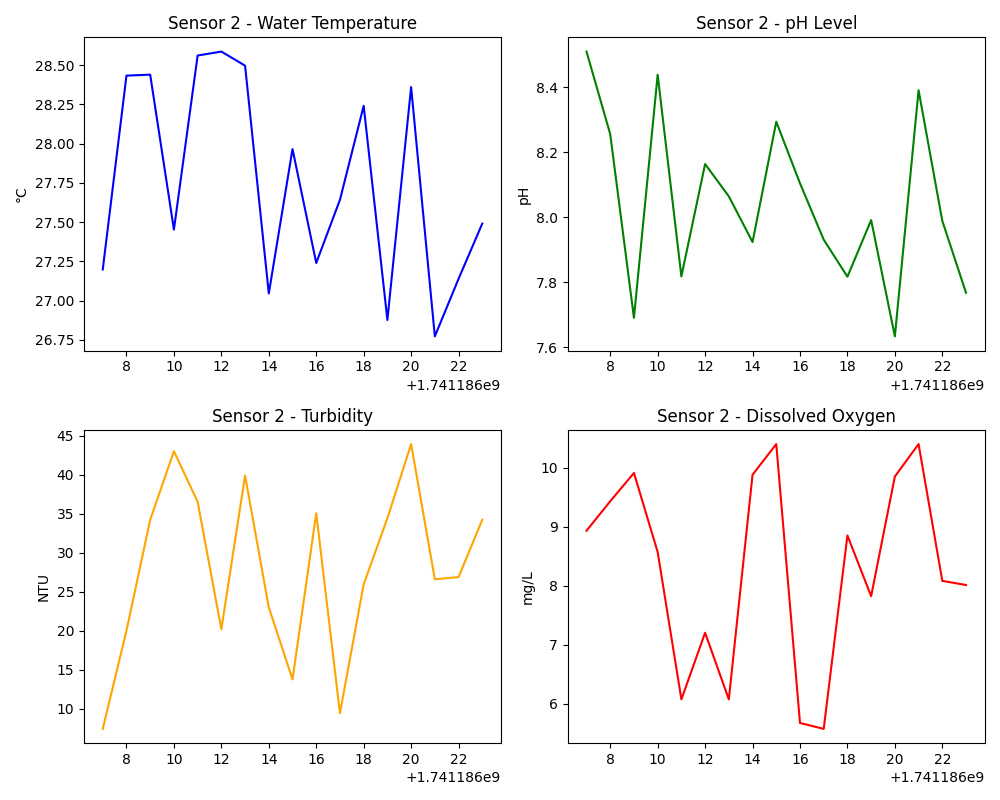 Sensor 2 - Water Temperature
°C
28.50
28.25
28.00
27.75
27.50
27.25
27.00
26.75
8 10 12 14 16 18 20 22
+1.741186e9
Sensor 2 - pH Level
pH
8.4
8.2
8.0
7.8
7.6
8 10 12 14 16 18 20 22
+1.741186e9
Sensor 2 - Turbidity
NTU
45
40
35
30
25
20
15
10
8 10 12 14 16 18 20 22
+1.741186e9
Sensor 2 - Dissolved Oxygen
mg/L
10
9
8
7
6
8 10 12 14 16 18 20 22
+1.741186e9